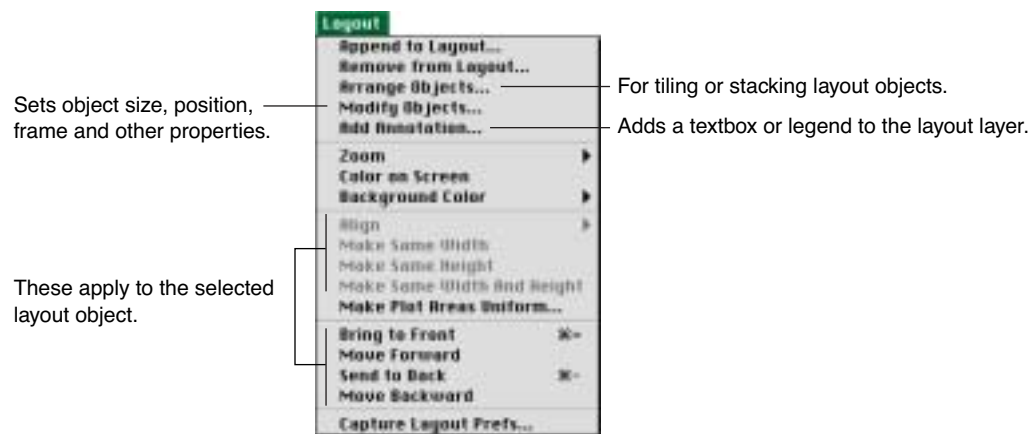 Layout
Append to Layout...
Remove from Layout...
Arrange Objects...
For tiling or stacking layout objects.
Sets object size, position,
frame and other properties.
Modify Objects...
Add Annotation...
Adds a textbox or legend to the layout layer.
Zoom
Color on Screen
Background Color
Align
Make Same Width
Make Same Height
Make Same Width And Height
These apply to the selected
layout object.
Make Plot Areas Uniform...
Bring to Front ⌘=
Move Forward
Send to Back ⌘-
Move Backward
Capture Layout Prefs...